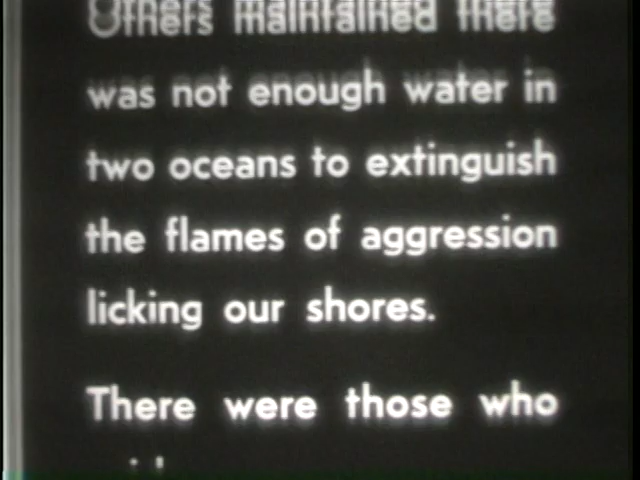 Others maintained there
was not enough water in
two oceans to extinguish
the flames of aggression
licking our shores.
There were those who